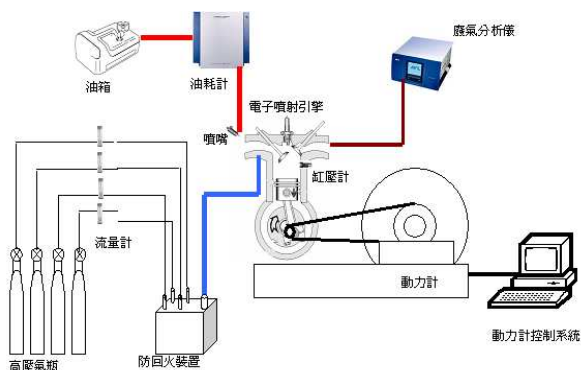 油箱
油耗計
廢氣分析儀
電子噴射引擎
噴嘴
缸壓計
流量計
動力計
高壓氣瓶
防回火裝置
動力計控制系統